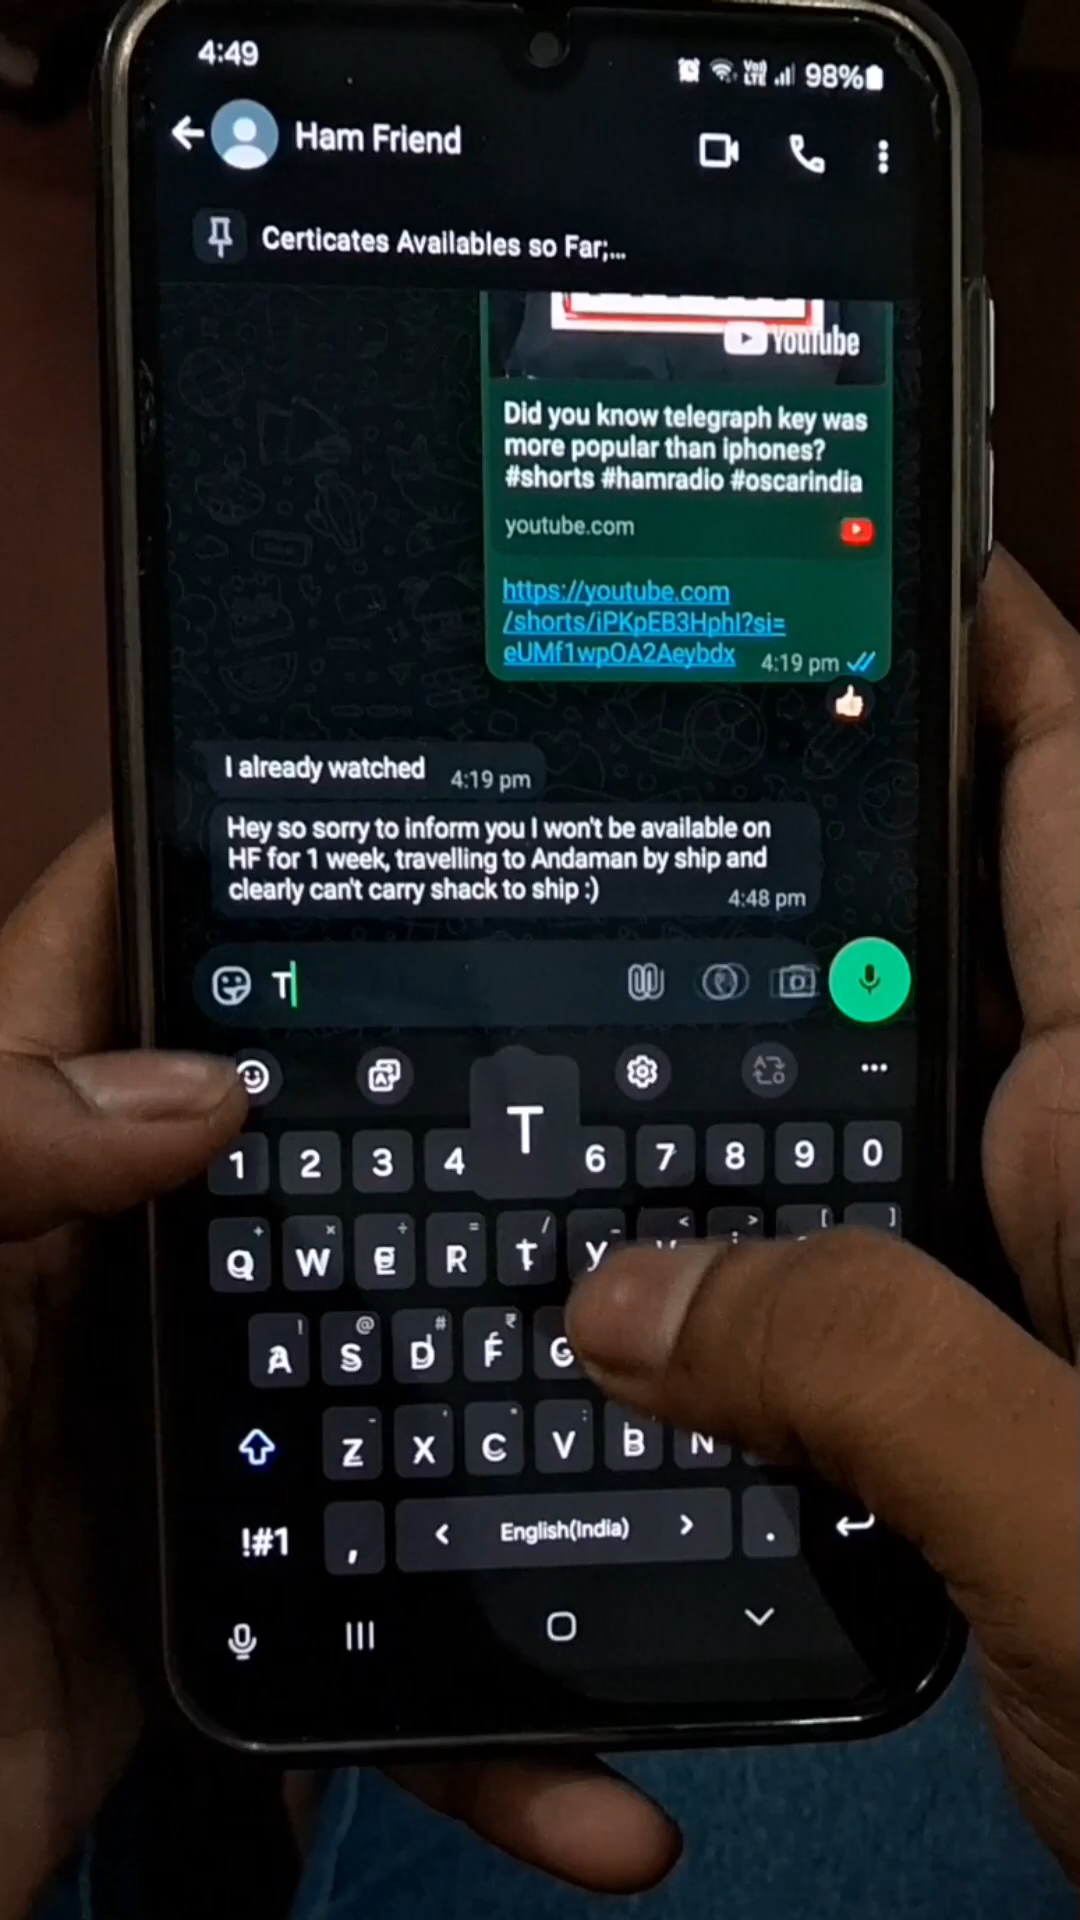 4:49
Vo)) LTE 98%
Ham Friend
Certicates Availables so Far;...
YouTube
Did you know telegraph key was
more popular than iphones?
#shorts #hamradio #oscarindia
youtube.com
https://youtube.com
/shorts/iPKpEB3HphI?si=
eUMf1wpOA2Aeybdx 4:19 pm
I already watched 4:19 pm
Hey so sorry to inform you I won't be available on
HF for 1 week, travelling to Andaman by ship and
clearly can't carry shack to ship :) 4:48 pm
T
T
1 2 3 4 6 7 8 9 0
+ × ÷ = / _ < > [ ]
Q W E R T Y
! @ # ₹
A S D F G
- ' " :
Z X C V B N
!#1 , < English(India) > .